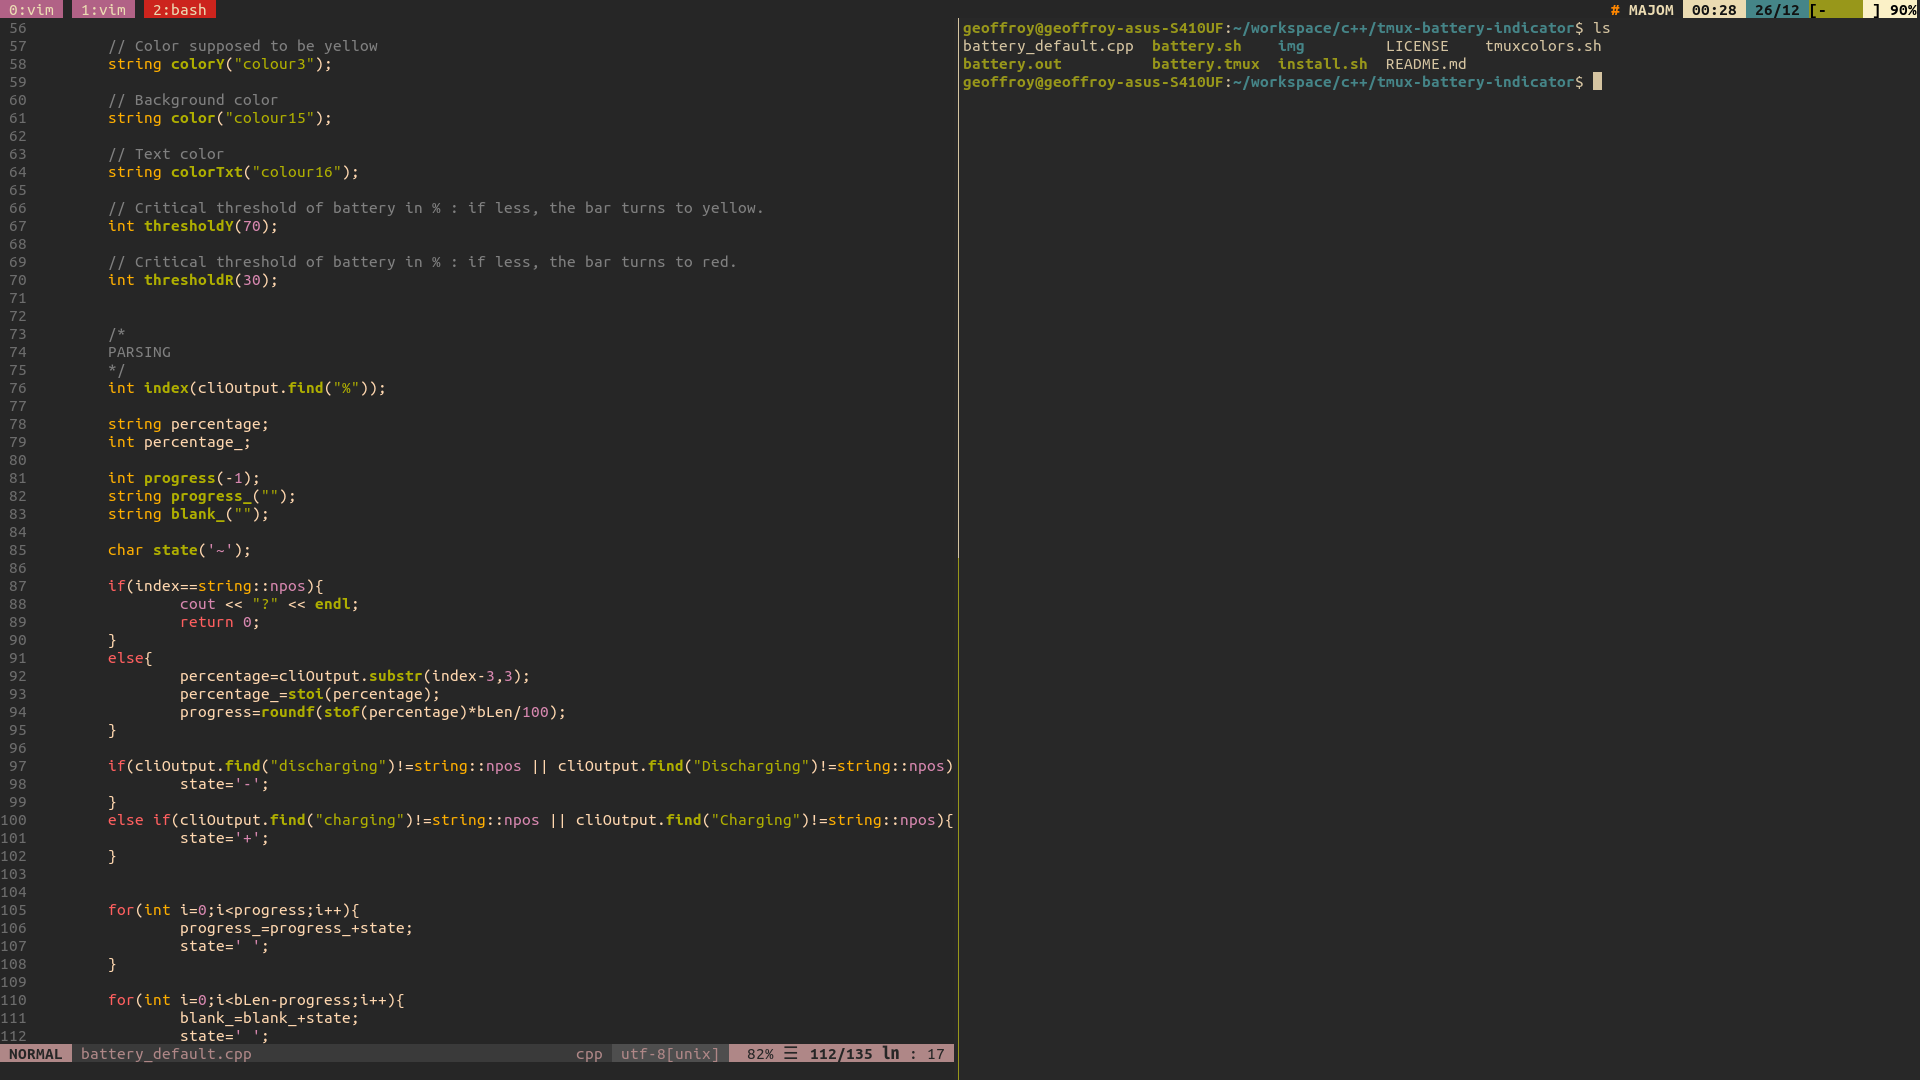 0:vim 1:vim 2:bash # MAJOM 00:28 26/12 [- ] 90%
56
57 // Color supposed to be yellow
58 string colorY("colour3");
59
60 // Background color
61 string color("colour15");
62
63 // Text color
64 string colorTxt("colour16");
65
66 // Critical threshold of battery in % : if less, the bar turns to yellow.
67 int thresholdY(70);
68
69 // Critical threshold of battery in % : if less, the bar turns to red.
70 int thresholdR(30);
71
72
73 /*
74 PARSING
75 */
76 int index(cliOutput.find("%"));
77
78 string percentage;
79 int percentage_;
80
81 int progress(-1);
82 string progress_("");
83 string blank_("");
84
85 char state('~');
86
87 if(index==string::npos){
88 cout << "?" << endl;
89 return 0;
90 }
91 else{
92 percentage=cliOutput.substr(index-3,3);
93 percentage_=stoi(percentage);
94 progress=roundf(stof(percentage)*bLen/100);
95 }
96
97 if(cliOutput.find("discharging")!=string::npos || cliOutput.find("Discharging")!=string::npos)
98 state='-';
99 }
100 else if(cliOutput.find("charging")!=string::npos || cliOutput.find("Charging")!=string::npos){
101 state='+';
102 }
103
104
105 for(int i=0;i<progress;i++){
106 progress_=progress_+state;
107 state=' ';
108 }
109
110 for(int i=0;i<bLen-progress;i++){
111 blank_=blank_+state;
112 state=' ';
NORMAL battery_default.cpp cpp utf-8[unix] 82% ☰ 112/135 ln : 17
geoffroy@geoffroy-asus-S410UF:~/workspace/c++/tmux-battery-indicator$ ls
battery_default.cpp battery.sh img LICENSE tmuxcolors.sh
battery.out battery.tmux install.sh README.md
geoffroy@geoffroy-asus-S410UF:~/workspace/c++/tmux-battery-indicator$